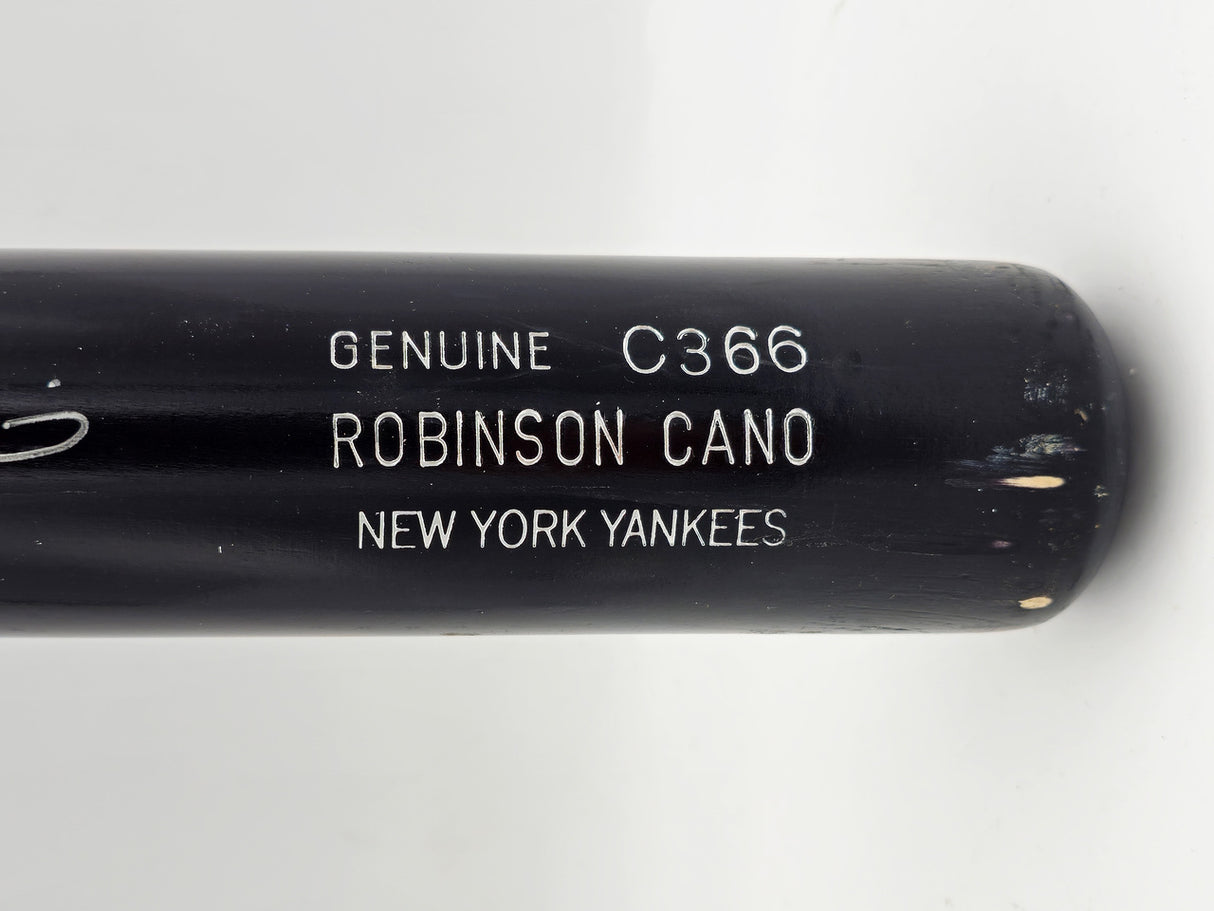 GENUINE C366
ROBINSON CANO
NEW YORK YANKEES